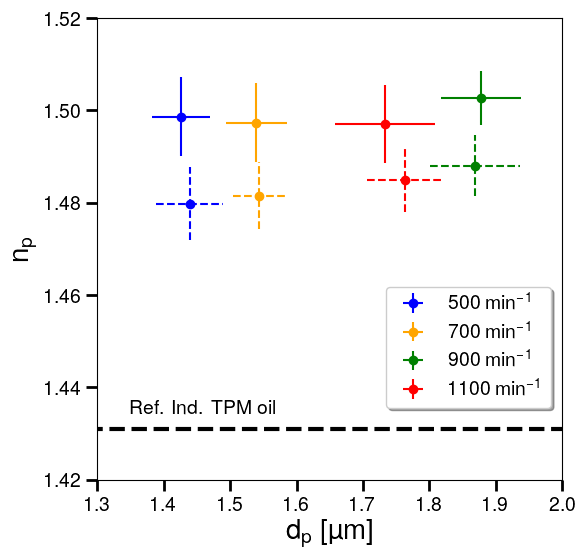 1.52
1.50
1.48
1.46
1.44
1.42
nₚ
500 min⁻¹
700 min⁻¹
900 min⁻¹
1100 min⁻¹
Ref. Ind. TPM oil
1.3 1.4 1.5 1.6 1.7 1.8 1.9 2.0
dₚ [μm]